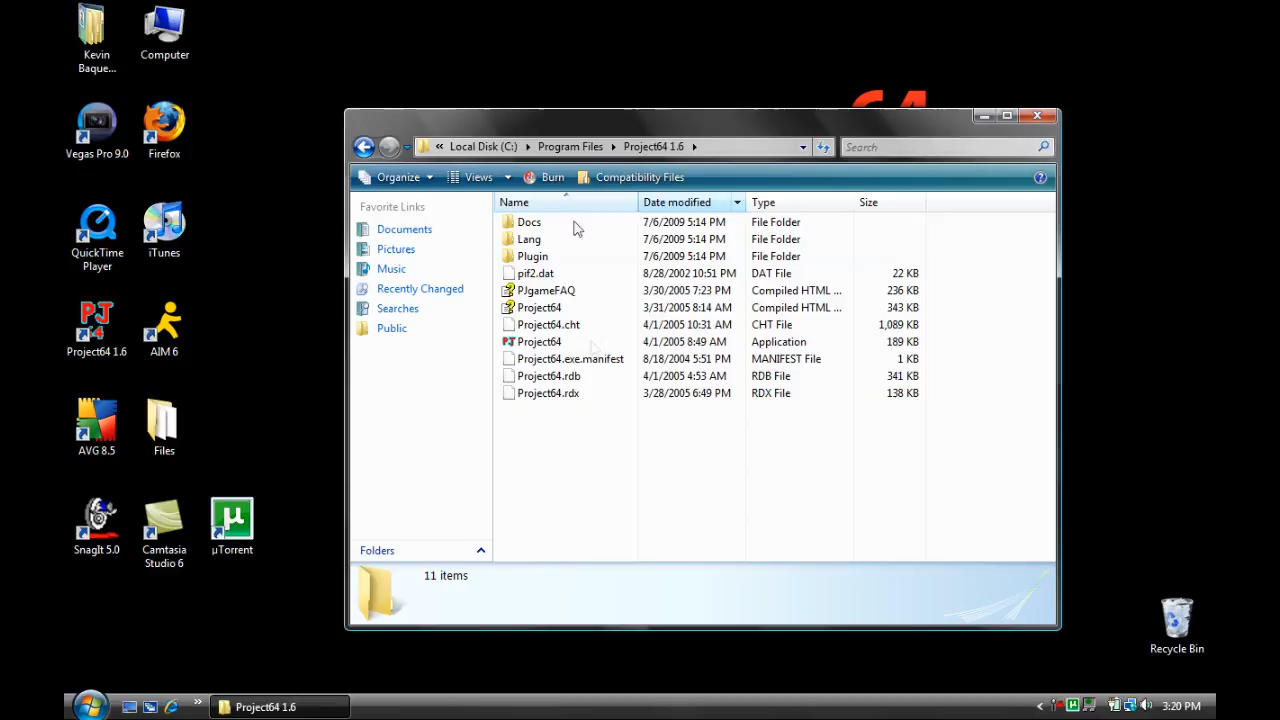 Kevin Baque...
Computer
Vegas Pro 9.0
Firefox
QuickTime Player
iTunes
PJ 64
Project64 1.6
AIM 6
AVG 8.5
Files
SnagIt 5.0
Camtasia Studio 6
µ
µTorrent
64
« Local Disk (C:) Program Files Project64 1.6
Search
Organize Views Burn Compatibility Files
Favorite Links
Documents
Pictures
Music
Recently Changed
Searches
Public
Folders
Name Date modified Type Size
Docs 7/6/2009 5:14 PM File Folder
Lang 7/6/2009 5:14 PM File Folder
Plugin 7/6/2009 5:14 PM File Folder
pif2.dat 8/28/2002 10:51 PM DAT File 22 KB
PJgameFAQ 3/30/2005 7:23 PM Compiled HTML ... 236 KB
Project64 3/31/2005 8:14 AM Compiled HTML ... 343 KB
Project64.cht 4/1/2005 10:31 AM CHT File 1,089 KB
Project64 4/1/2005 8:49 AM Application 189 KB
Project64.exe.manifest 8/18/2004 5:51 PM MANIFEST File 1 KB
Project64.rdb 4/1/2005 4:53 AM RDB File 341 KB
Project64.rdx 3/28/2005 6:49 PM RDX File 138 KB
11 items
Recycle Bin
Project64 1.6
3:20 PM